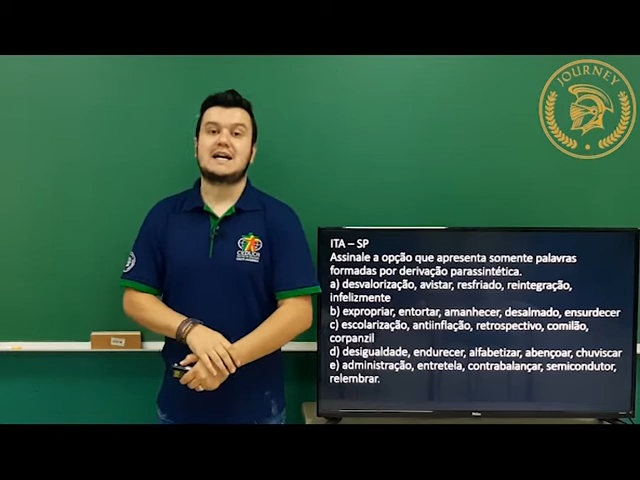 JOURNEY
ITA – SP
Assinale a opção que apresenta somente palavras
formadas por derivação parassintética.
a) desvalorização, avistar, resfriado, reintegração,
infelizmente
b) expropriar, entortar, amanhecer, desalmado, ensurdecer
c) escolarização, antiinflação, retrospectivo, comilão,
corpanzil
d) desigualdade, endurecer, alfabetizar, abençoar, chuviscar
e) administração, entretela, contrabalançar, semicondutor,
relembrar.